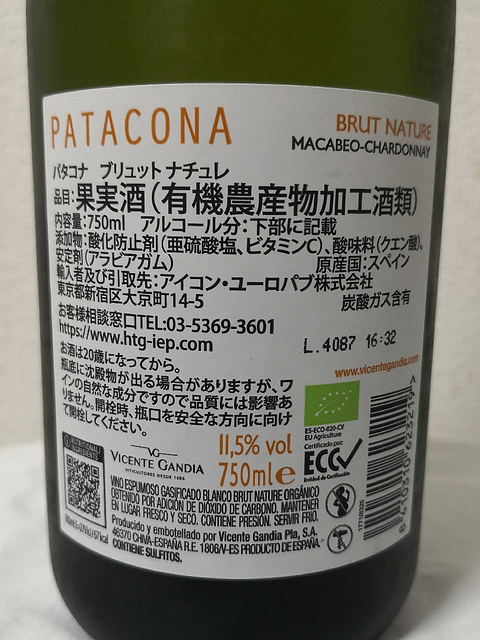 PATACONA
BRUT NATURE
MACABEO-CHARDONNAY
パタコナ ブリュット ナチュレ
品目:果実酒(有機農産物加工酒類)
内容量:750ml アルコール分:下部に記載
添加物:酸化防止剤(亜硫酸塩、ビタミンC)、酸味料(クエン酸)、
安定剤(アラビアガム) 原産国:スペイン
輸入者及び引取先:アイコン・ユーロパブ株式会社
東京都新宿区大京町14-5 炭酸ガス含有
お客様相談窓口TEL:03-5369-3601
https://www.htg-iep.com
L.4087 16:32
www.vicentegandia.com
お酒は20歳になってから。
瓶底に沈殿物が出る場合がありますが、ワ
インの自然な成分ですので品質には影響あ
りません。開栓時、瓶口を安全な方向に向け
て開栓してください。
ES-ECO-020-CV
EU Agriculture
Certificado por:
ECC
Entidad de Certificación
VG
VICENTE GANDIA
VITICULTORES DESDE 1885
11,5% vol
750ml e
VINO ESPUMOSO GASIFICADO BLANCO BRUT NATURE ORGÁNICO
OBTENIDO POR ADICIÓN DE DIÓXIDO DE CARBONO. MANTENER
EN LUGAR FRESCO Y SECO. CONTIENE PRESIÓN. SERVIR FRÍO.
Producido y embotellado por Vicente Gandia Pla, S.A.
46370 CHIVA-ESPAÑA R.E. 1806/V-ES PRODUCTO DE ESPAÑA
CONTIENE SULFITOS.